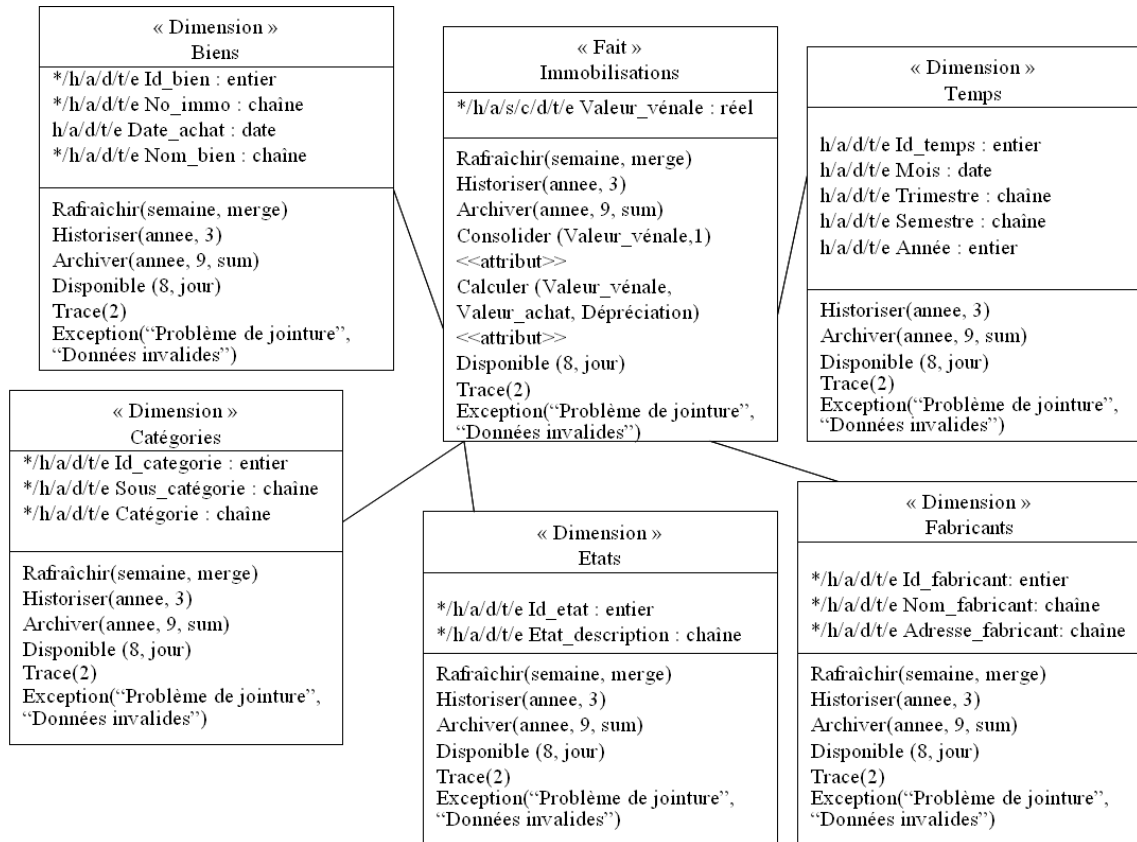 « Dimension »
Biens
*/h/a/d/t/e Id_bien : entier
*/h/a/d/t/e No_immo : chaîne
h/a/d/t/e Date_achat : date
*/h/a/d/t/e Nom_bien : chaîne
Rafraîchir(semaine, merge)
Historiser(annee, 3)
Archiver(annee, 9, sum)
Disponible (8, jour)
Trace(2)
Exception(“Problème de jointure”,
“Données invalides”)
« Fait »
Immobilisations
*/h/a/s/c/d/t/e Valeur_vénale : réel
Rafraîchir(semaine, merge)
Historiser(annee, 3)
Archiver(annee, 9, sum)
Consolider (Valeur_vénale,1)
<<attribut>>
Calculer (Valeur_vénale,
Valeur_achat, Dépréciation)
<<attribut>>
Disponible (8, jour)
Trace(2)
Exception(“Problème de jointure”,
“Données invalides”)
« Dimension »
Temps
h/a/d/t/e Id_temps : entier
h/a/d/t/e Mois : date
h/a/d/t/e Trimestre : chaîne
h/a/d/t/e Semestre : chaîne
h/a/d/t/e Année : entier
Historiser(annee, 3)
Archiver(annee, 9, sum)
Disponible (8, jour)
Trace(2)
Exception(“Problème de jointure”,
“Données invalides”)
« Dimension »
Catégories
*/h/a/d/t/e Id_categorie : entier
*/h/a/d/t/e Sous_catégorie : chaîne
*/h/a/d/t/e Catégorie : chaîne
Rafraîchir(semaine, merge)
Historiser(annee, 3)
Archiver(annee, 9, sum)
Disponible (8, jour)
Trace(2)
Exception(“Problème de jointure”,
“Données invalides”)
« Dimension »
Etats
*/h/a/d/t/e Id_etat : entier
*/h/a/d/t/e Etat_description : chaîne
Rafraîchir(semaine, merge)
Historiser(annee, 3)
Archiver(annee, 9, sum)
Disponible (8, jour)
Trace(2)
Exception(“Problème de jointure”,
“Données invalides”)
« Dimension »
Fabricants
*/h/a/d/t/e Id_fabricant: entier
*/h/a/d/t/e Nom_fabricant: chaîne
*/h/a/d/t/e Adresse_fabricant: chaîne
Rafraîchir(semaine, merge)
Historiser(annee, 3)
Archiver(annee, 9, sum)
Disponible (8, jour)
Trace(2)
Exception(“Problème de jointure”,
“Données invalides”)